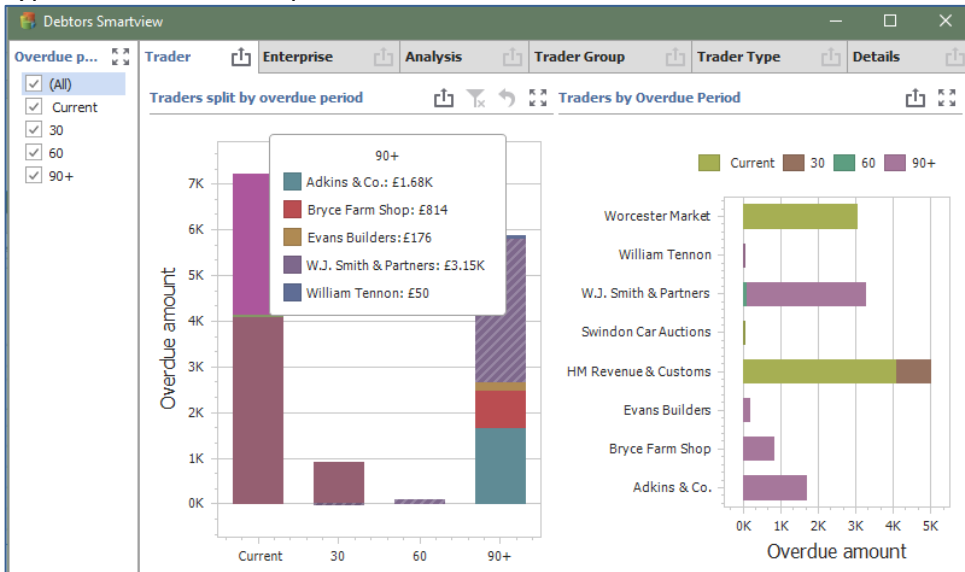 Debtors Smartview
Overdue p...
(All)
Current
30
60
90+
Trader
Enterprise
Analysis
Trader Group
Trader Type
Details
Traders split by overdue period
Overdue amount
7K
6K
5K
4K
3K
2K
1K
0K
Current
30
60
90+
90+
Adkins & Co.: £1.68K
Bryce Farm Shop: £814
Evans Builders: £176
W.J. Smith & Partners: £3.15K
William Tennon: £50
Traders by Overdue Period
Current 30 60 90+
Worcester Market
William Tennon
W.J. Smith & Partners
Swindon Car Auctions
HM Revenue & Customs
Evans Builders
Bryce Farm Shop
Adkins & Co.
0K 1K 2K 3K 4K 5K
Overdue amount